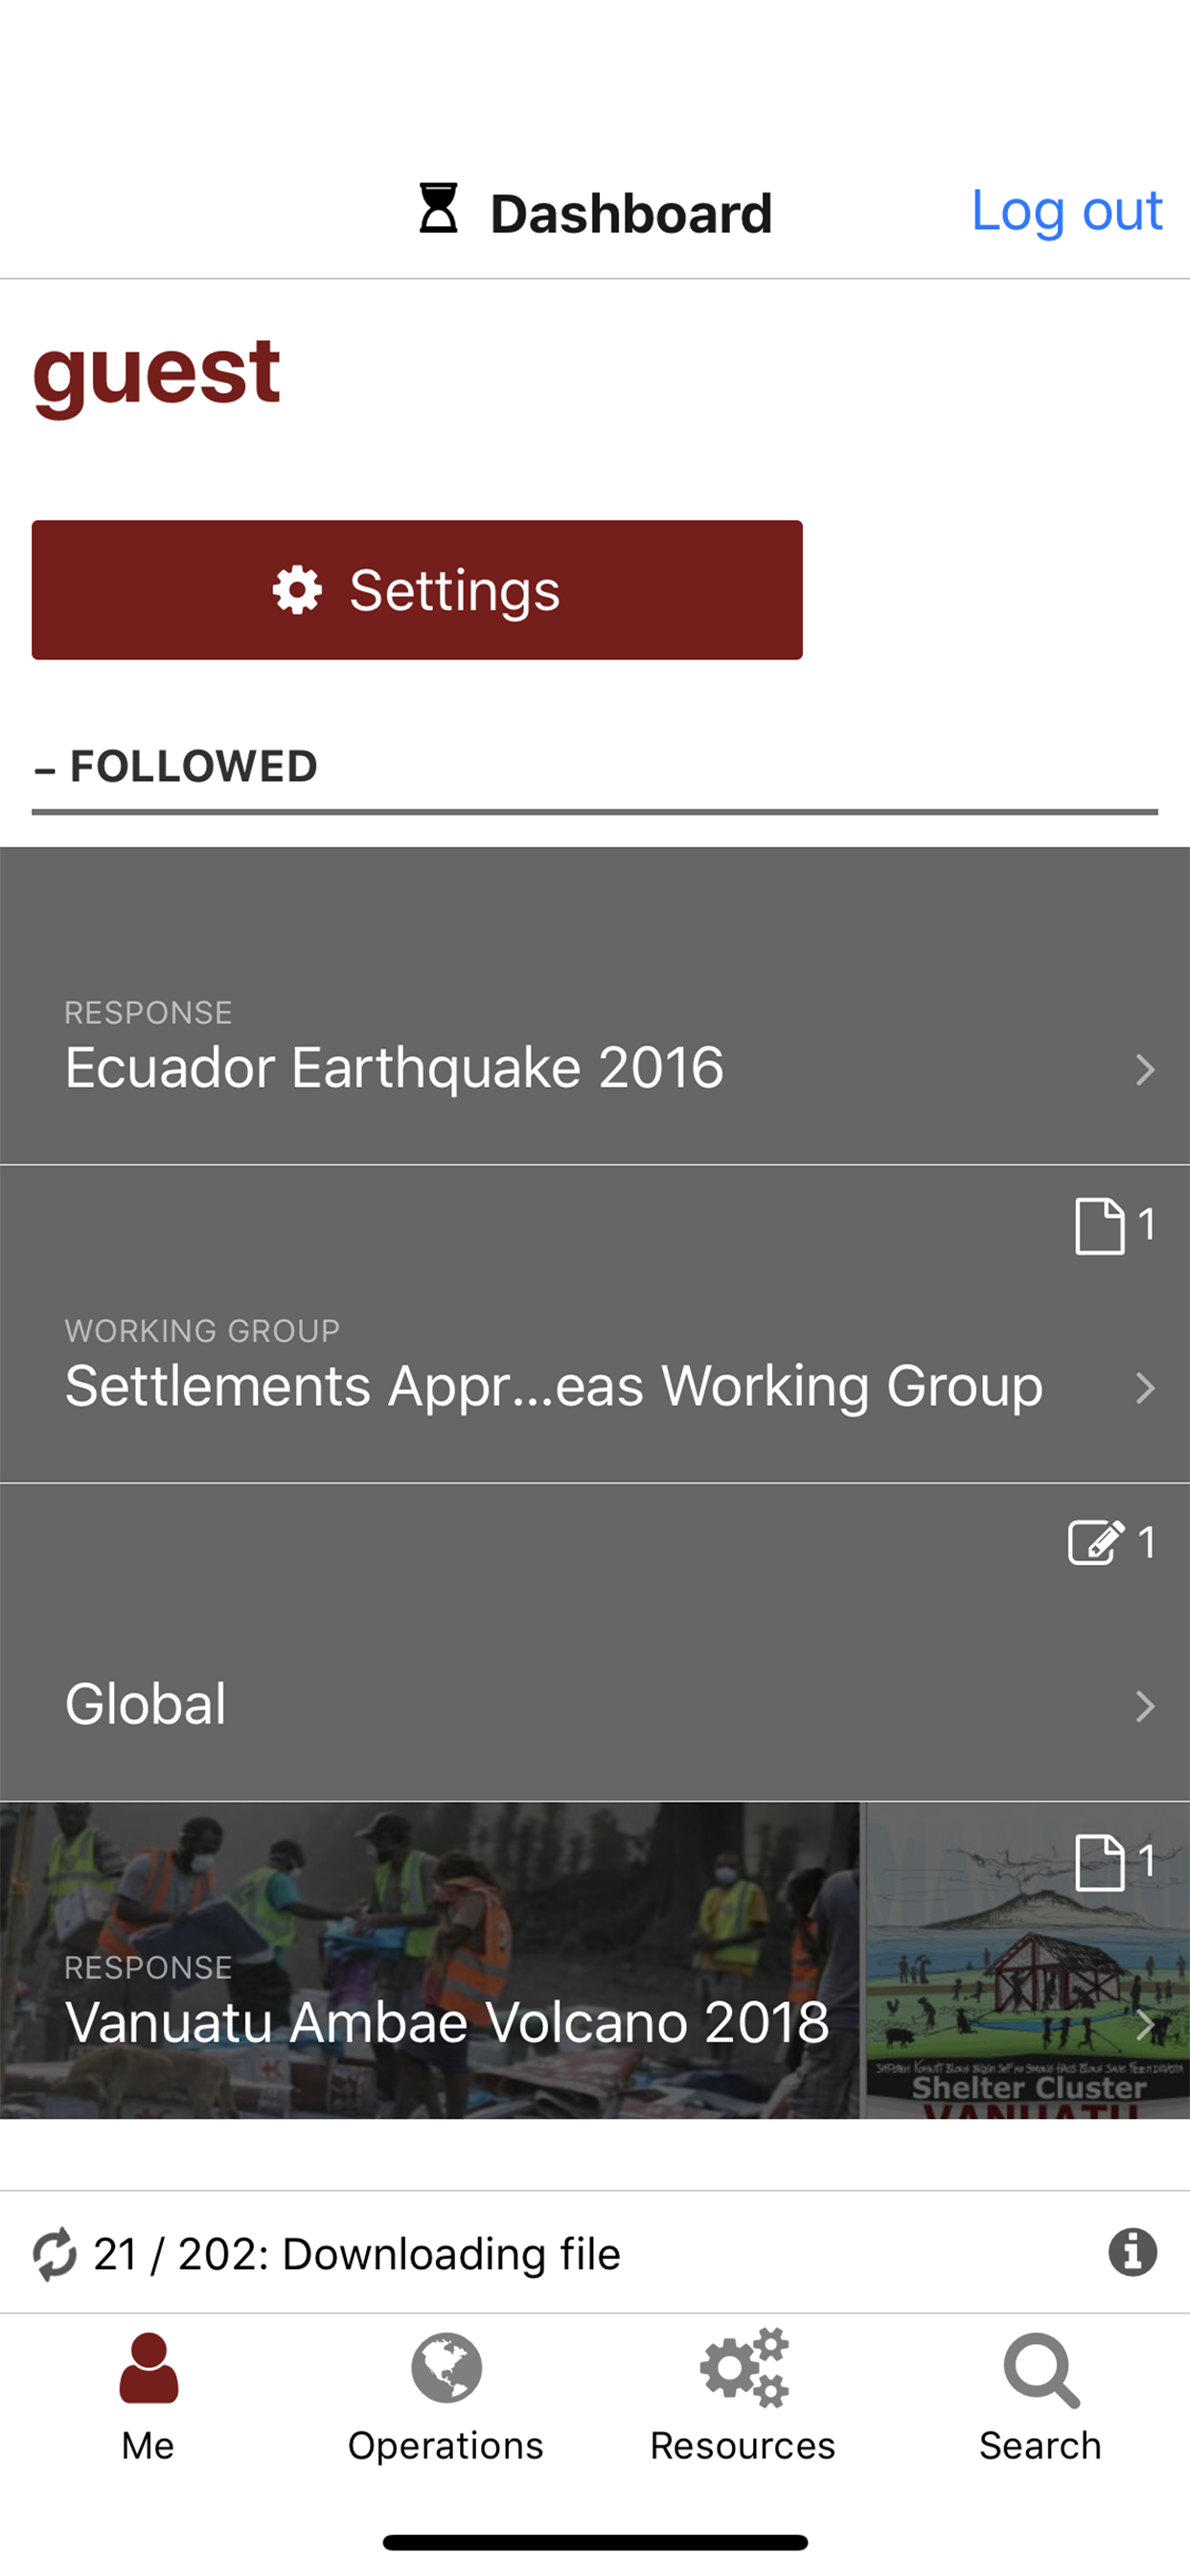 Dashboard
Log out
guest
Settings
– FOLLOWED
RESPONSE
Ecuador Earthquake 2016
1
WORKING GROUP
Settlements Appr...eas Working Group
1
Global
1
RESPONSE
Vanuatu Ambae Volcano 2018
Shelter Cluster
VANUATU
21 / 202: Downloading file
Me
Operations
Resources
Search